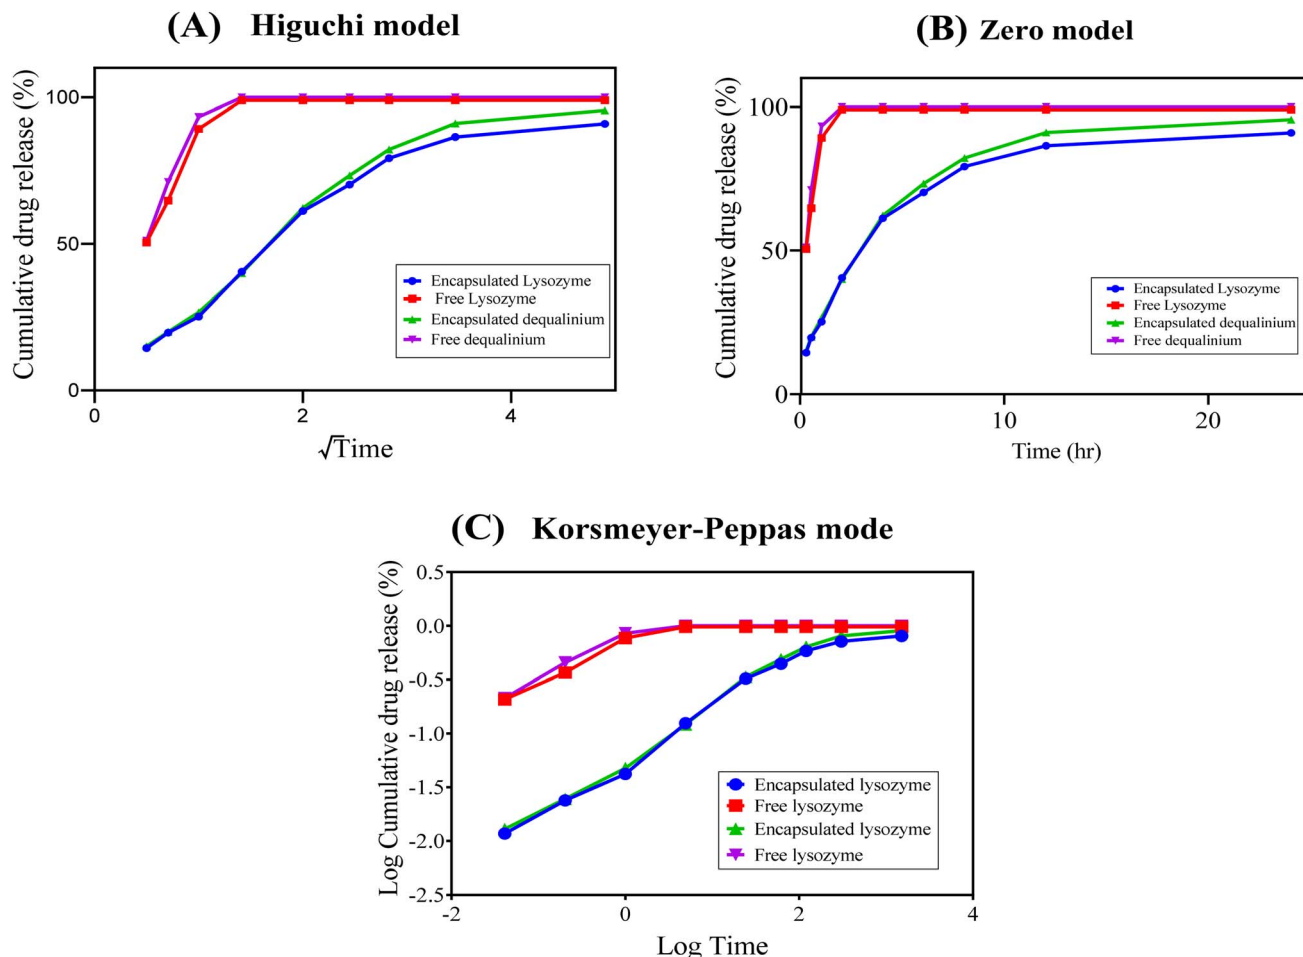 (A) Higuchi model
Cumulative drug release (%)
100
50
0
0 2 4
√Time
Encapsulated Lysozyme
Free Lysozyme
Encapsulated dequalinium
Free dequalinium
(B) Zero model
Cumulative drug release (%)
100
50
0
0 10 20
Time (hr)
Encapsulated Lysozyme
Free Lysozyme
Encapsulated dequalinium
Free dequalinium
(C) Korsmeyer-Peppas mode
Log Cumulative drug release (%)
0.5
0.0
-0.5
-1.0
-1.5
-2.0
-2.5
-2 0 2 4
Log Time
Encapsulated lysozyme
Free lysozyme
Encapsulated lysozyme
Free lysozyme